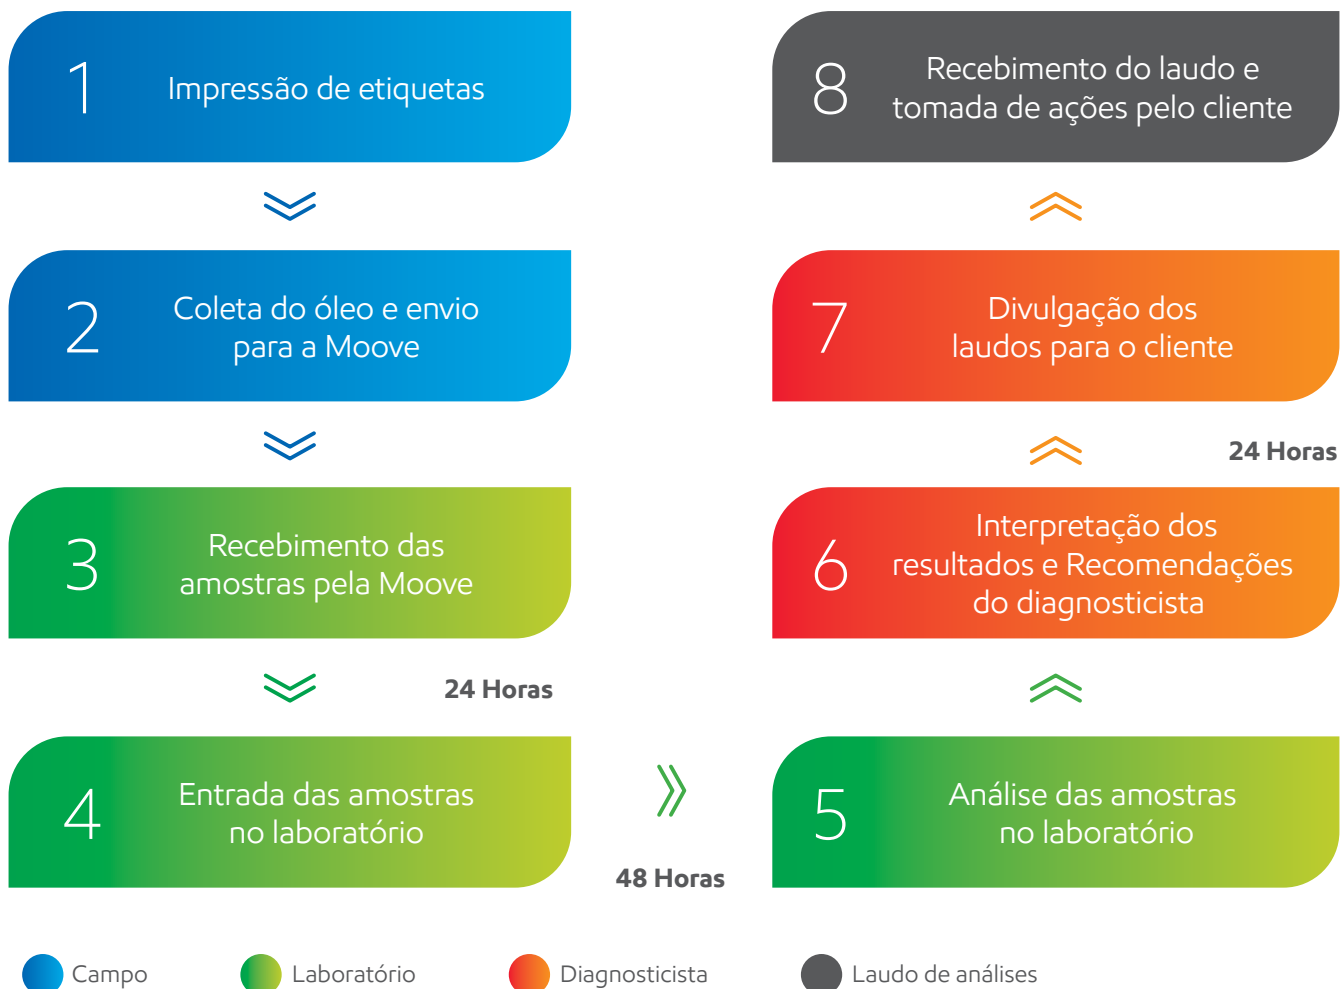 1
Impressão de etiquetas
2
Coleta do óleo e envio
para a Moove
3
Recebimento das
amostras pela Moove
24 Horas
4
Entrada das amostras
no laboratório
48 Horas
5
Análise das amostras
no laboratório
6
Interpretação dos
resultados e Recomendações
do diagnosticista
24 Horas
7
Divulgação dos
laudos para o cliente
8
Recebimento do laudo e
tomada de ações pelo cliente
Campo
Laboratório
Diagnosticista
Laudo de análises